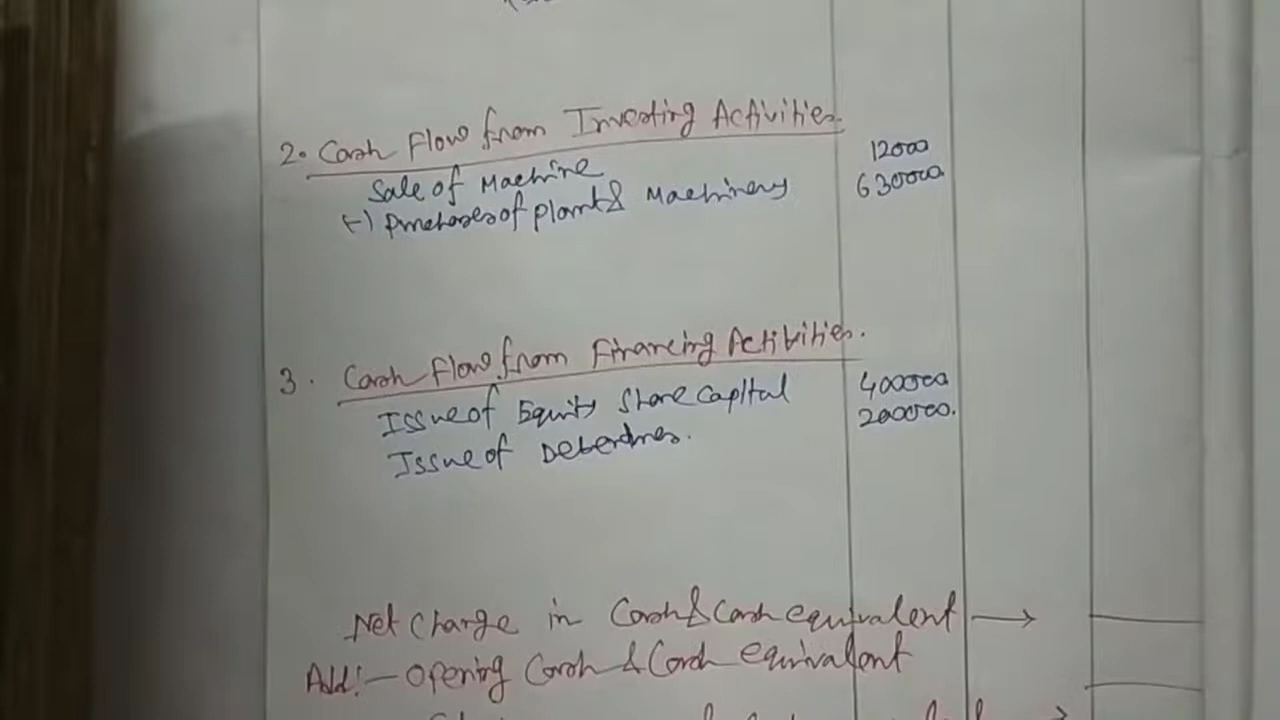 2. Cash Flow from Investing Activities.
Sale of Machine 12000
(-) Purchases of plant & Machinery 630000
3. Cash Flow from Financing Activities.
Issue of Equity Share Capital 400000
Issue of Debentures. 200000.
Net Change in Cash & Cash equivalent →
Add:- Opening Cash & Cash equivalent